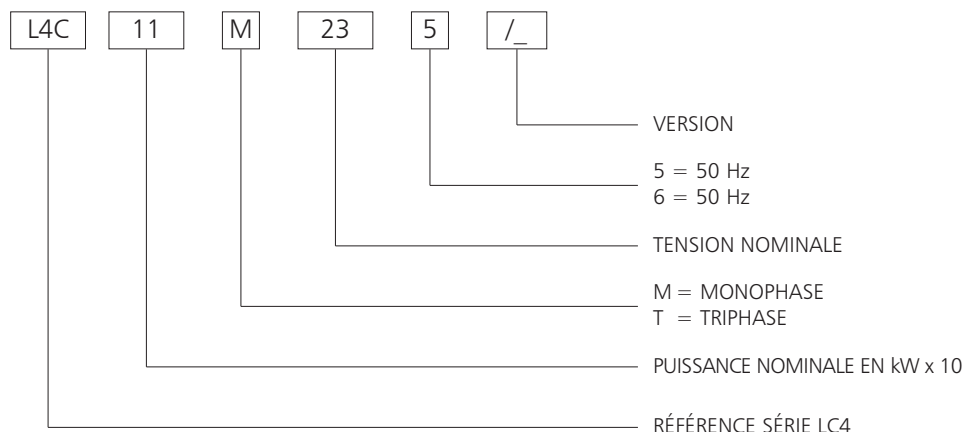 L4C 11 M 23 5 /_
VERSION
5 = 50 Hz
6 = 50 Hz
TENSION NOMINALE
M = MONOPHASE
T = TRIPHASE
PUISSANCE NOMINALE EN kW x 10
RÉFÉRENCE SÉRIE LC4